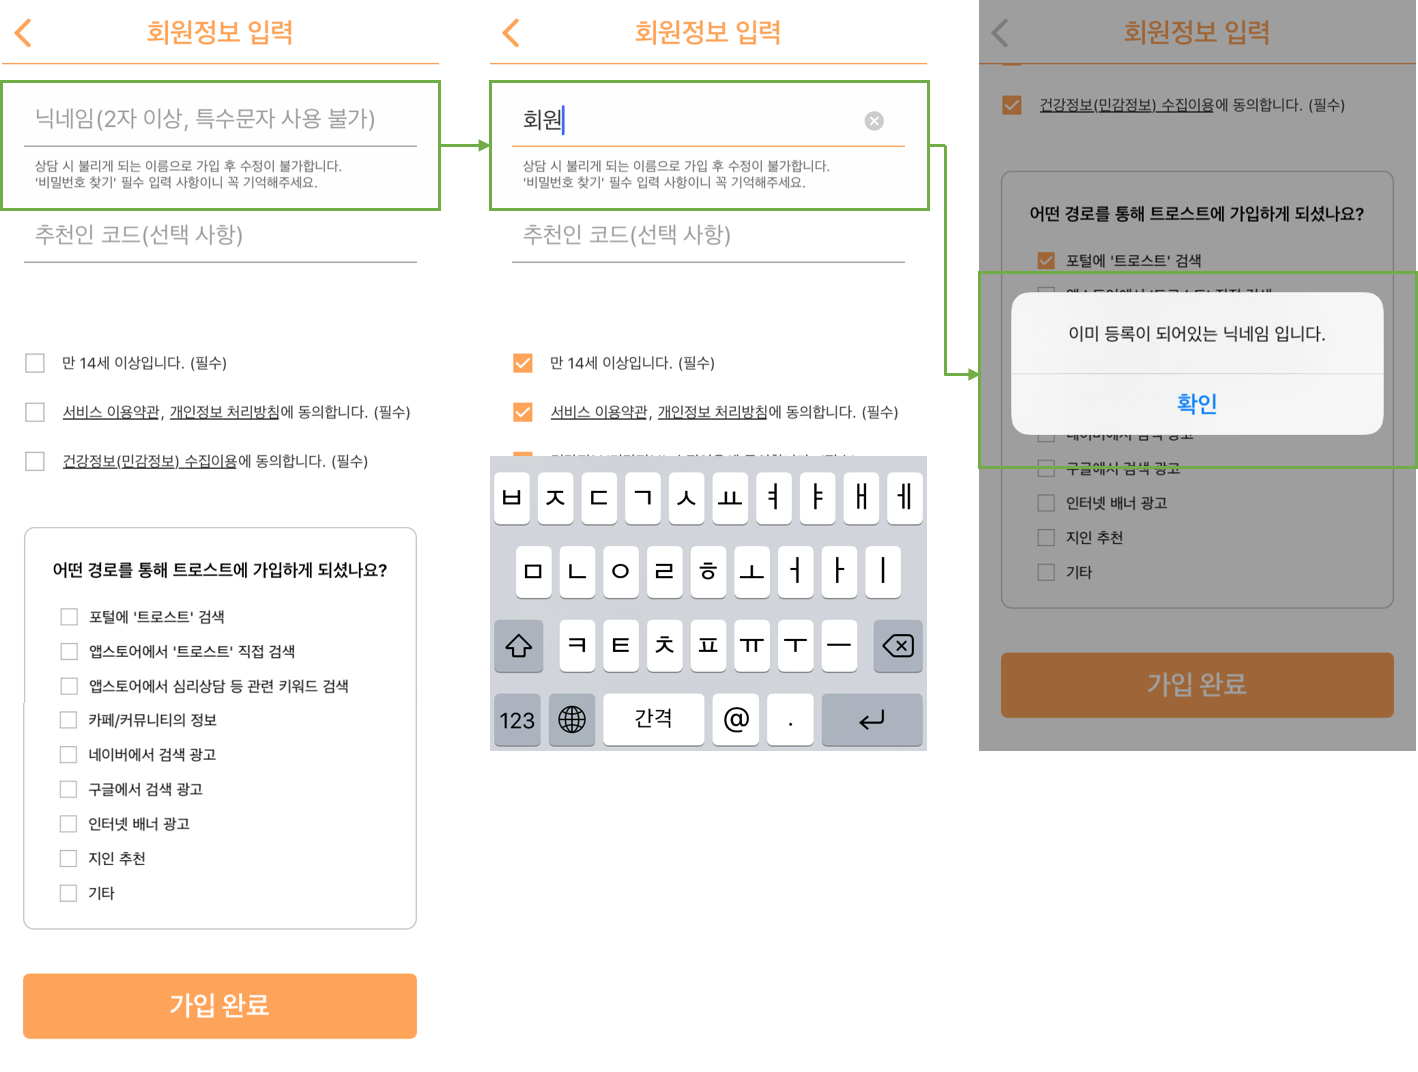 회원정보 입력
닉네임(2자 이상, 특수문자 사용 불가)
상담 시 불리게 되는 이름으로 가입 후 수정이 불가합니다.
'비밀번호 찾기' 필수 입력 사항이니 꼭 기억해주세요.
추천인 코드(선택 사항)
만 14세 이상입니다. (필수)
서비스 이용약관, 개인정보 처리방침에 동의합니다. (필수)
건강정보(민감정보) 수집이용에 동의합니다. (필수)
어떤 경로를 통해 트로스트에 가입하게 되셨나요?
포털에 '트로스트' 검색
앱스토어에서 '트로스트' 직접 검색
앱스토어에서 심리상담 등 관련 키워드 검색
카페/커뮤니티의 정보
네이버에서 검색 광고
구글에서 검색 광고
인터넷 배너 광고
지인 추천
기타
가입 완료
회원정보 입력
회원
상담 시 불리게 되는 이름으로 가입 후 수정이 불가합니다.
'비밀번호 찾기' 필수 입력 사항이니 꼭 기억해주세요.
추천인 코드(선택 사항)
만 14세 이상입니다. (필수)
서비스 이용약관, 개인정보 처리방침에 동의합니다. (필수)
ㅂ ㅈ ㄷ ㄱ ㅅ ㅛ ㅕ ㅑ ㅐ ㅔ
ㅁ ㄴ ㅇ ㄹ ㅎ ㅗ ㅓ ㅏ ㅣ
ㅋ ㅌ ㅊ ㅍ ㅠ ㅜ ㅡ
123 간격 @ .
회원정보 입력
건강정보(민감정보) 수집이용에 동의합니다. (필수)
어떤 경로를 통해 트로스트에 가입하게 되셨나요?
포털에 '트로스트' 검색
이미 등록이 되어있는 닉네임 입니다.
확인
네이버에서 검색 광고
구글에서 검색 광고
인터넷 배너 광고
지인 추천
기타
가입 완료